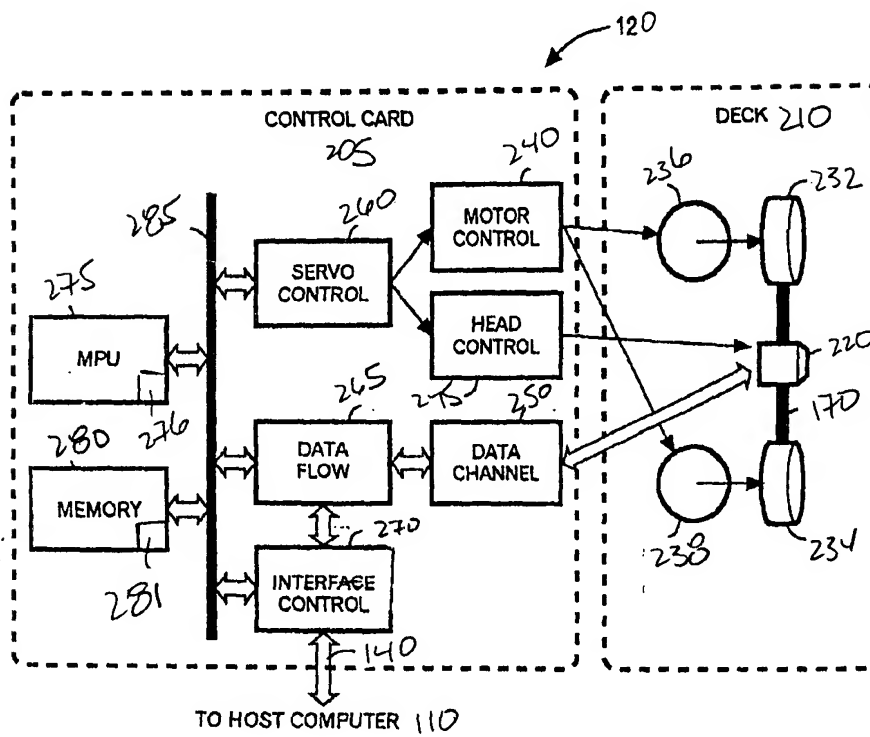 120
CONTROL CARD
205
DECK 210
240
236
232
285
260
MOTOR
CONTROL
SERVO
CONTROL
275
HEAD
CONTROL
MPU
220
265
250
276
170
280
DATA
FLOW
DATA
CHANNEL
MEMORY
270
238
234
281
INTERFACE
CONTROL
140
TO HOST COMPUTER 110